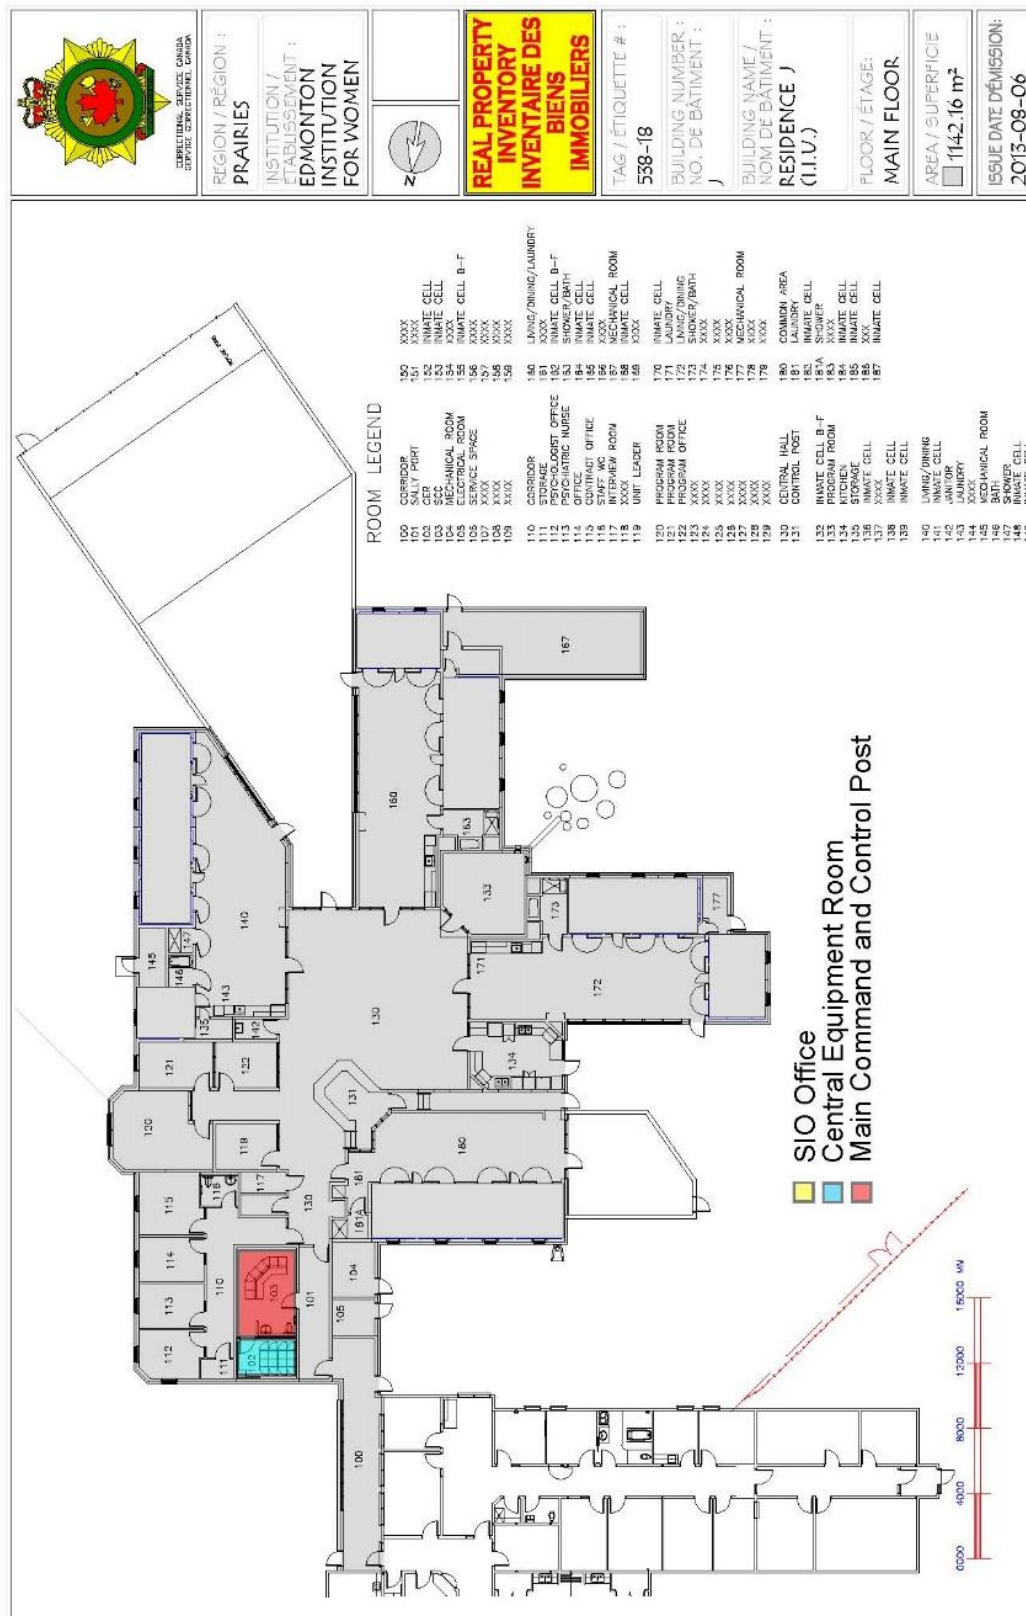 CORRECTIONAL SERVICE CANADA
SERVICE CORRECTIONNEL CANADA
REGION / RÉGION :
PRAIRIES
INSTITUTION /
ÉTABLISSEMENT :
EDMONTON
INSTITUTION
FOR WOMEN
N
REAL PROPERTY
INVENTORY
INVENTAIRE DES
BIENS
IMMOBILIERS
TAG / ÉTIQUETTE # :
538-18
BUILDING NUMBER :
NO. DE BÂTIMENT :
J
BUILDING NAME /
NOM DE BÂTIMENT :
RESIDENCE J
(I.I.U.)
FLOOR / ÉTAGE:
MAIN FLOOR
AREA / SUPERFICIE
1142.16 m²
ISSUE DATE D'ÉMISSION:
2013-09-06
ROOM LEGEND
100 CORRIDOR
101 SALLY PORT
102 CER
103 SCC
104 MECHANICAL ROOM
105 ELECTRICAL ROOM
106 SERVICE SPACE
107 XXXX
108 XXXX
109 XXXX
110 CORRIDOR
111 STORAGE
112 PSYCHOLOGIST OFFICE
113 PSYCHIATRIC NURSE
114 OFFICE
115 CONTRACT OFFICE
116 STAFF WC
117 INTERVIEW ROOM
118 XXXX
119 UNIT LEADER
120 PROGRAM ROOM
121 PROGRAM ROOM
122 PROGRAM OFFICE
123 XXXX
124 XXXX
125 XXXX
126 XXXX
127 XXXX
128 XXXX
129 XXXX
130 CENTRAL HALL
131 CONTROL POST
132 INMATE CELL B-F
133 PROGRAM ROOM
134 KITCHEN
135 STORAGE
136 INMATE CELL
137 XXXX
138 INMATE CELL
139 INMATE CELL
140 LIVING/DINING
141 INMATE CELL
142 JANITOR
143 LAUNDRY
144 XXXX
145 MECHANICAL ROOM
146 BATH
147 SHOWER
148 INMATE CELL
150 XXXX
151 XXXX
152 INMATE CELL
153 INMATE CELL
154 XXXX
155 INMATE CELL B-F
156 XXXX
157 XXXX
158 XXXX
159 XXXX
160 LIVING/DINING/LAUNDRY
161 XXXX
162 INMATE CELL B-F
163 SHOWER/BATH
164 INMATE CELL
165 INMATE CELL
166 XXXX
167 MECHANICAL ROOM
168 INMATE CELL
169 XXXX
170 INMATE CELL
171 LAUNDRY
172 LIVING/DINING
173 SHOWER/BATH
174 XXXX
175 XXXX
176 XXXX
177 MECHANICAL ROOM
178 XXXX
179 XXXX
180 COMMON AREA
181 LAUNDRY
182 INMATE CELL
181A SHOWER
183 XXXX
184 INMATE CELL
185 INMATE CELL
186 XXX
187 INMATE CELL
112
113
114
115
111
110
116
117
119
120
121
122
102
103
101
105
104
100
130
131
130
181A
181
180
135
142
143
145
146
147
140
160
163
133
167
134
171
172
173
177
SIO Office
Central Equipment Room
Main Command and Control Post
0000 4000 8000 12000 16000 MM